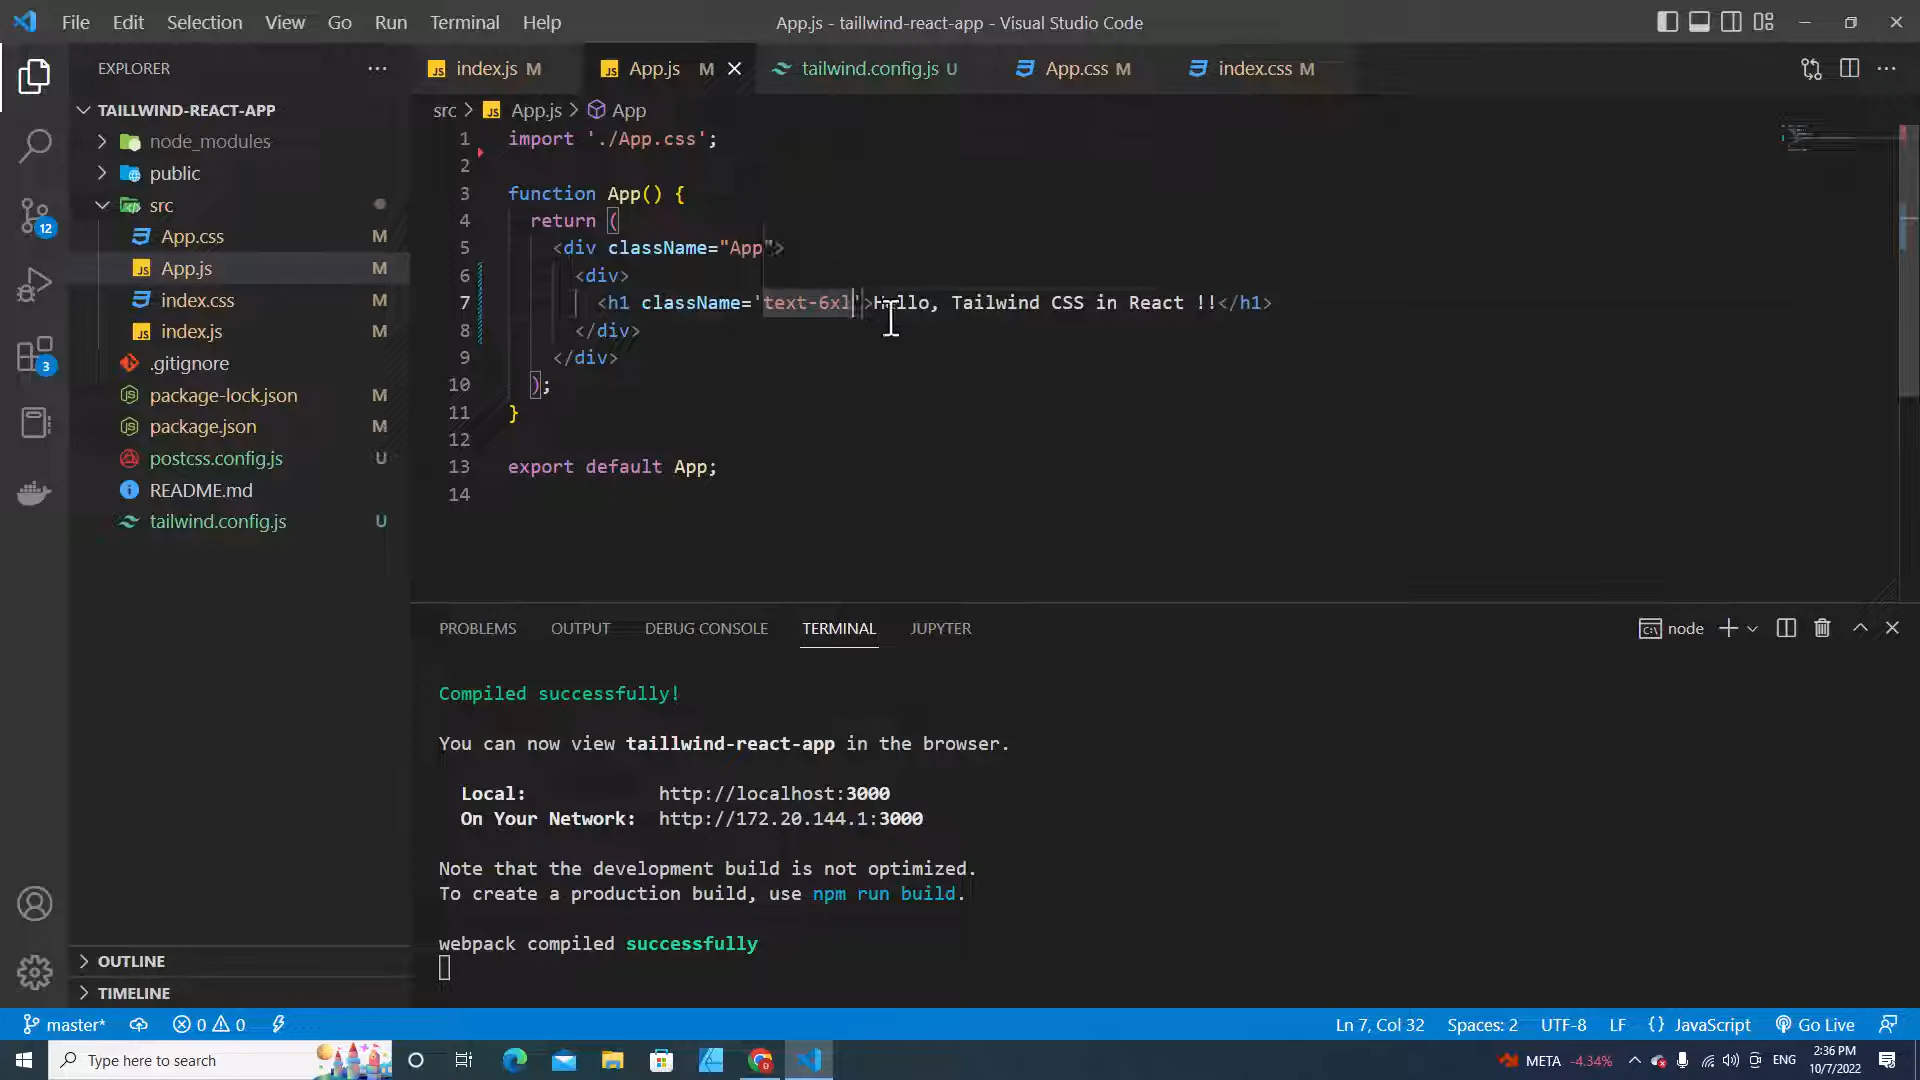 File Edit Selection View Go Run Terminal Help
App.js - taillwind-react-app - Visual Studio Code
EXPLORER
TAILLWIND-REACT-APP
node_modules
public
src
App.css M
App.js M
index.css M
index.js M
.gitignore
package-lock.json M
package.json M
postcss.config.js U
README.md
tailwind.config.js U
OUTLINE
TIMELINE
12
3
index.js M
App.js M
tailwind.config.js U
App.css M
index.css M
src > App.js > App
1 import './App.css';
2
3 function App() {
4 return (
5 <div className="App">
6 <div>
7 <h1 className='text-6xl'>Hello, Tailwind CSS in React !!</h1>
8 </div>
9 </div>
10 );
11 }
12
13 export default App;
14
PROBLEMS OUTPUT DEBUG CONSOLE TERMINAL JUPYTER
node
Compiled successfully!
You can now view taillwind-react-app in the browser.
Local: http://localhost:3000
On Your Network: http://172.20.144.1:3000
Note that the development build is not optimized.
To create a production build, use npm run build.
webpack compiled successfully
master* 0 0
Ln 7, Col 32 Spaces: 2 UTF-8 LF {} JavaScript Go Live
Type here to search
META -4.34%
ENG
2:36 PM
10/7/2022